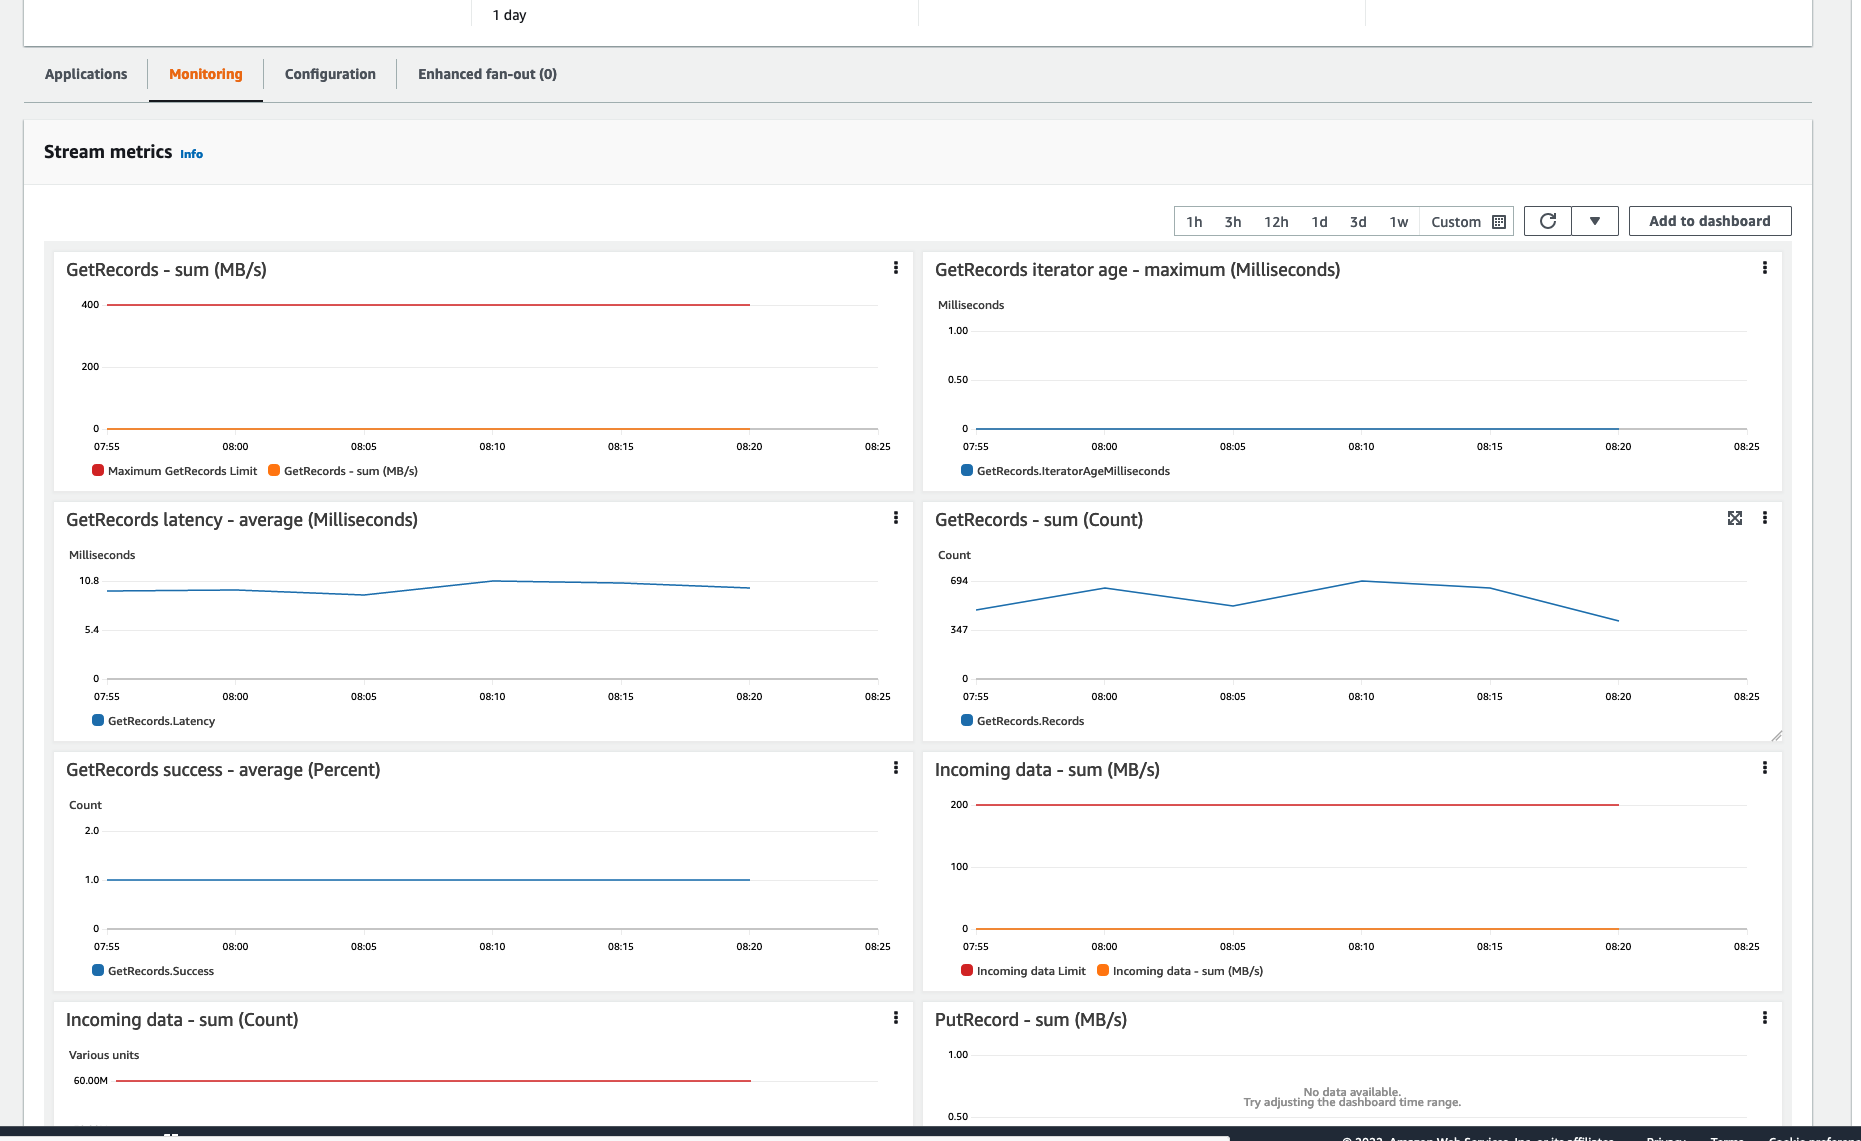 1 day
Applications
Monitoring
Configuration
Enhanced fan-out (0)
Stream metrics Info
1h 3h 12h 1d 3d 1w Custom
Add to dashboard
GetRecords - sum (MB/s)
400
200
0
07:55 08:00 08:05 08:10 08:15 08:20 08:25
Maximum GetRecords Limit GetRecords - sum (MB/s)
GetRecords iterator age - maximum (Milliseconds)
Milliseconds
1.00
0.50
0
07:55 08:00 08:05 08:10 08:15 08:20 08:25
GetRecords.IteratorAgeMilliseconds
GetRecords latency - average (Milliseconds)
Milliseconds
10.8
5.4
0
07:55 08:00 08:05 08:10 08:15 08:20 08:25
GetRecords.Latency
GetRecords - sum (Count)
Count
694
347
0
07:55 08:00 08:05 08:10 08:15 08:20 08:25
GetRecords.Records
GetRecords success - average (Percent)
Count
2.0
1.0
0
07:55 08:00 08:05 08:10 08:15 08:20 08:25
GetRecords.Success
Incoming data - sum (MB/s)
200
100
0
07:55 08:00 08:05 08:10 08:15 08:20 08:25
Incoming data Limit Incoming data - sum (MB/s)
Incoming data - sum (Count)
Various units
60.00M
PutRecord - sum (MB/s)
1.00
No data available.
Try adjusting the dashboard time range.
0.50